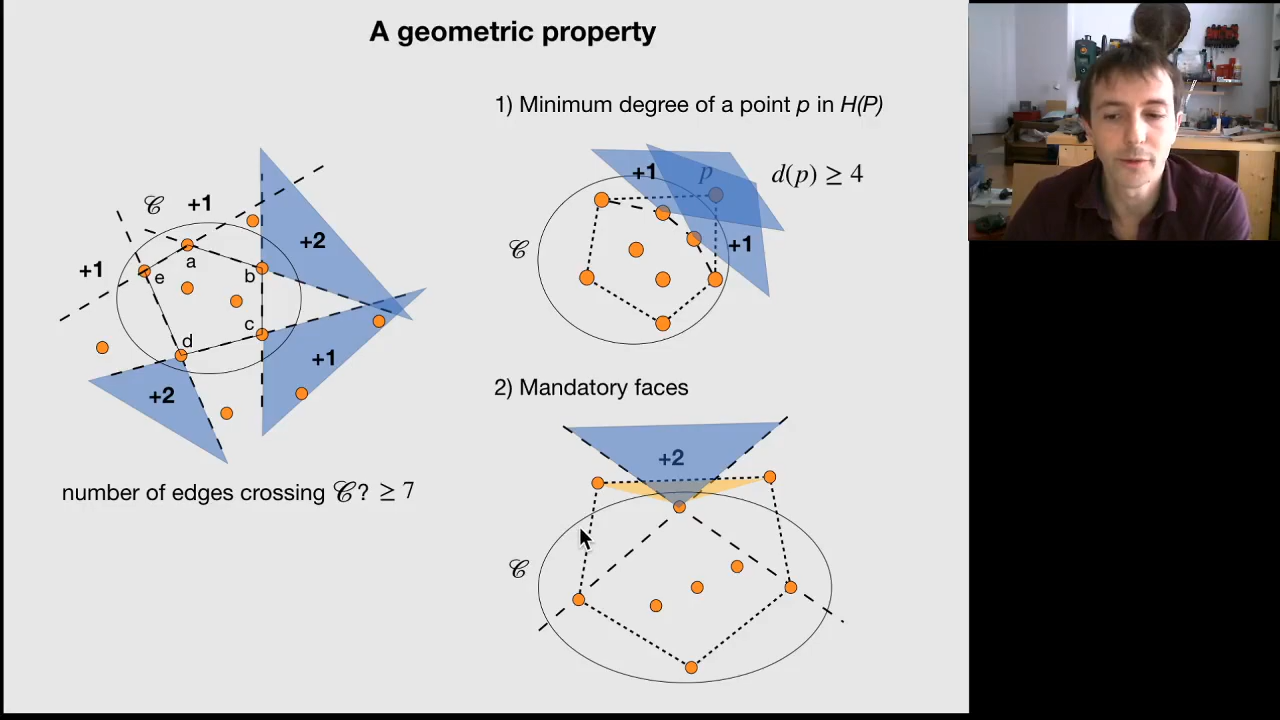 A geometric property
1) Minimum degree of a point p in H(P)
+1
p
d(p) ≥ 4
𝒞
+1
𝒞
+1
+2
+1
a
b
e
c
d
+1
+2
number of edges crossing 𝒞? ≥ 7
2) Mandatory faces
+2
𝒞